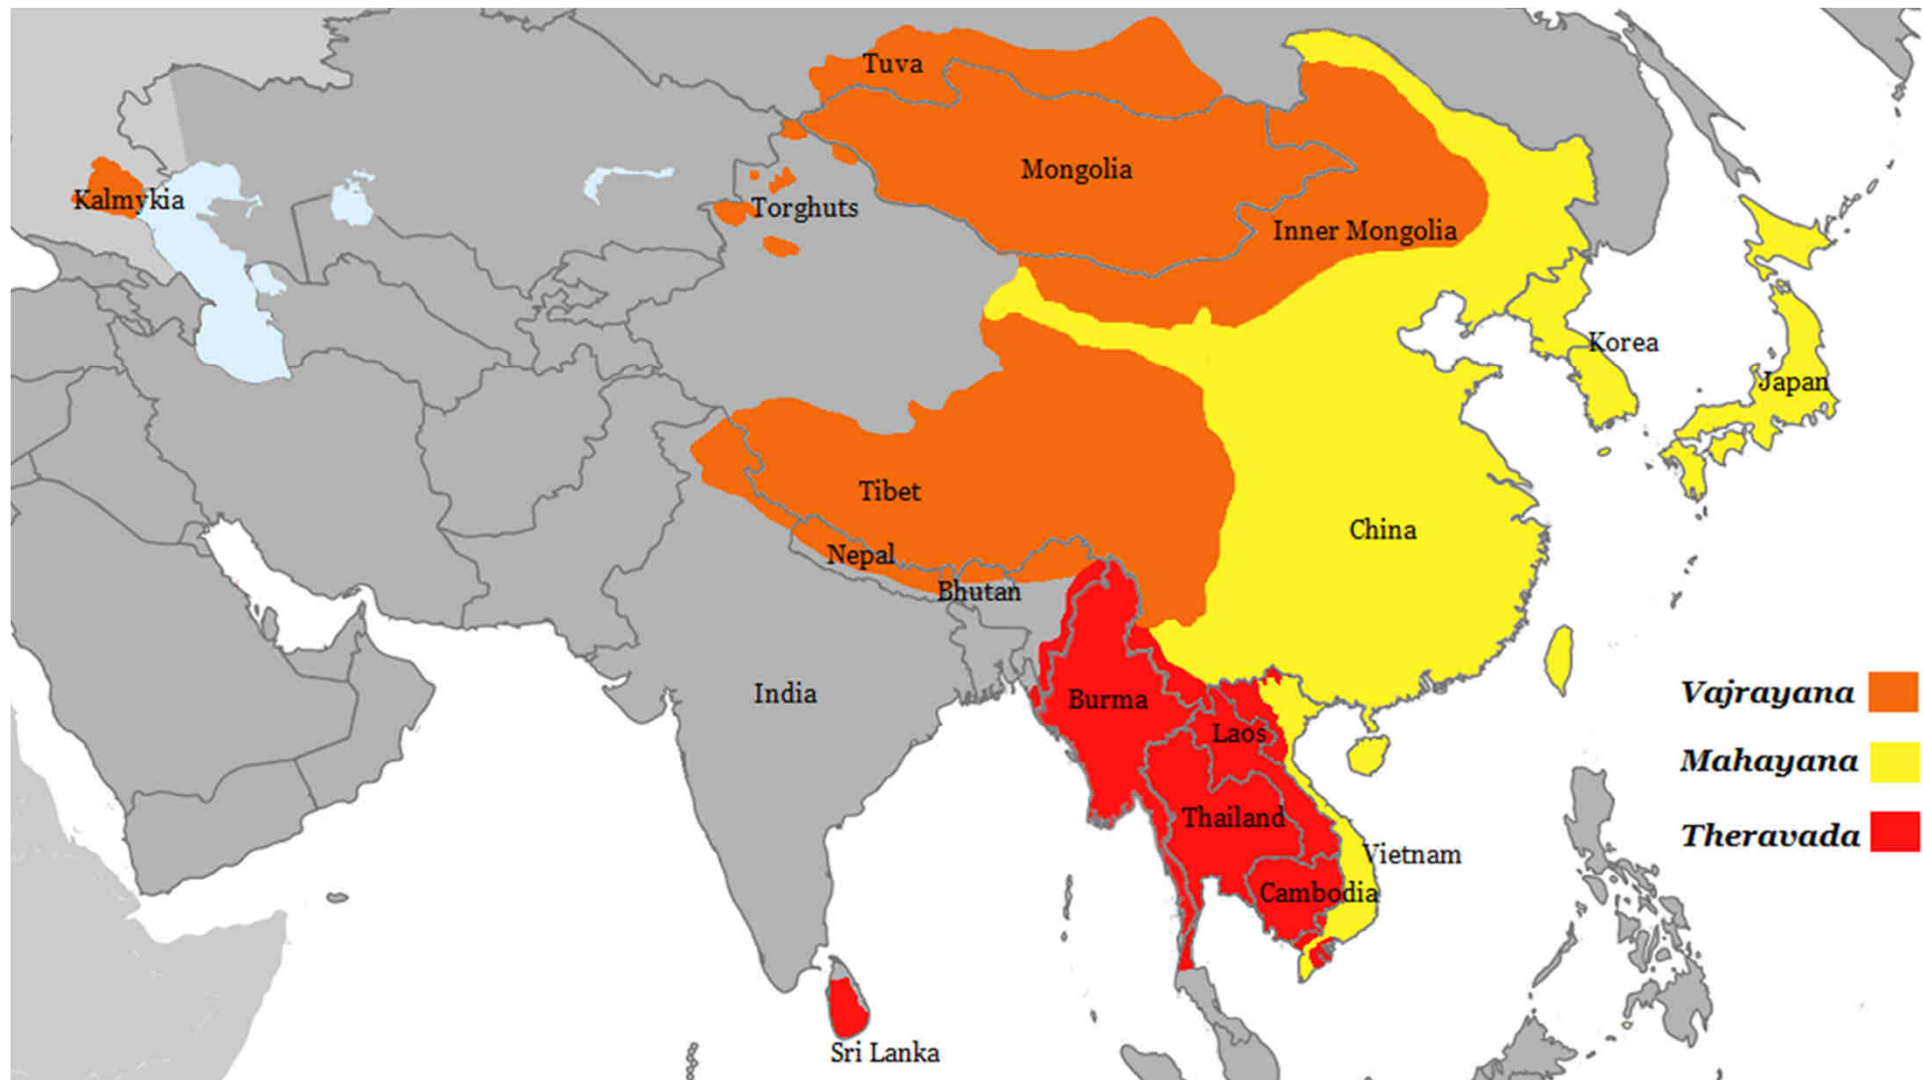 Tuva
Mongolia
Kalmykia
Torghuts
Inner Mongolia
Korea
Japan
Tibet
China
Nepal
Bhutan
India
Burma
Laos
Thailand
Vietnam
Cambodia
Sri Lanka
Vajrayana
Mahayana
Theravada